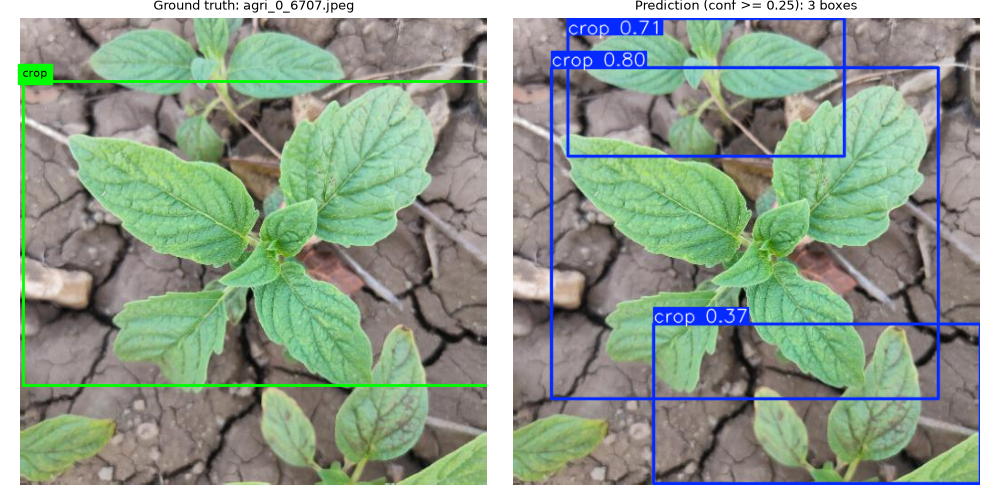 Ground truth: agri_0_6707.jpeg
Prediction (conf >= 0.25): 3 boxes
crop
crop 0.71
crop 0.80
crop 0.37